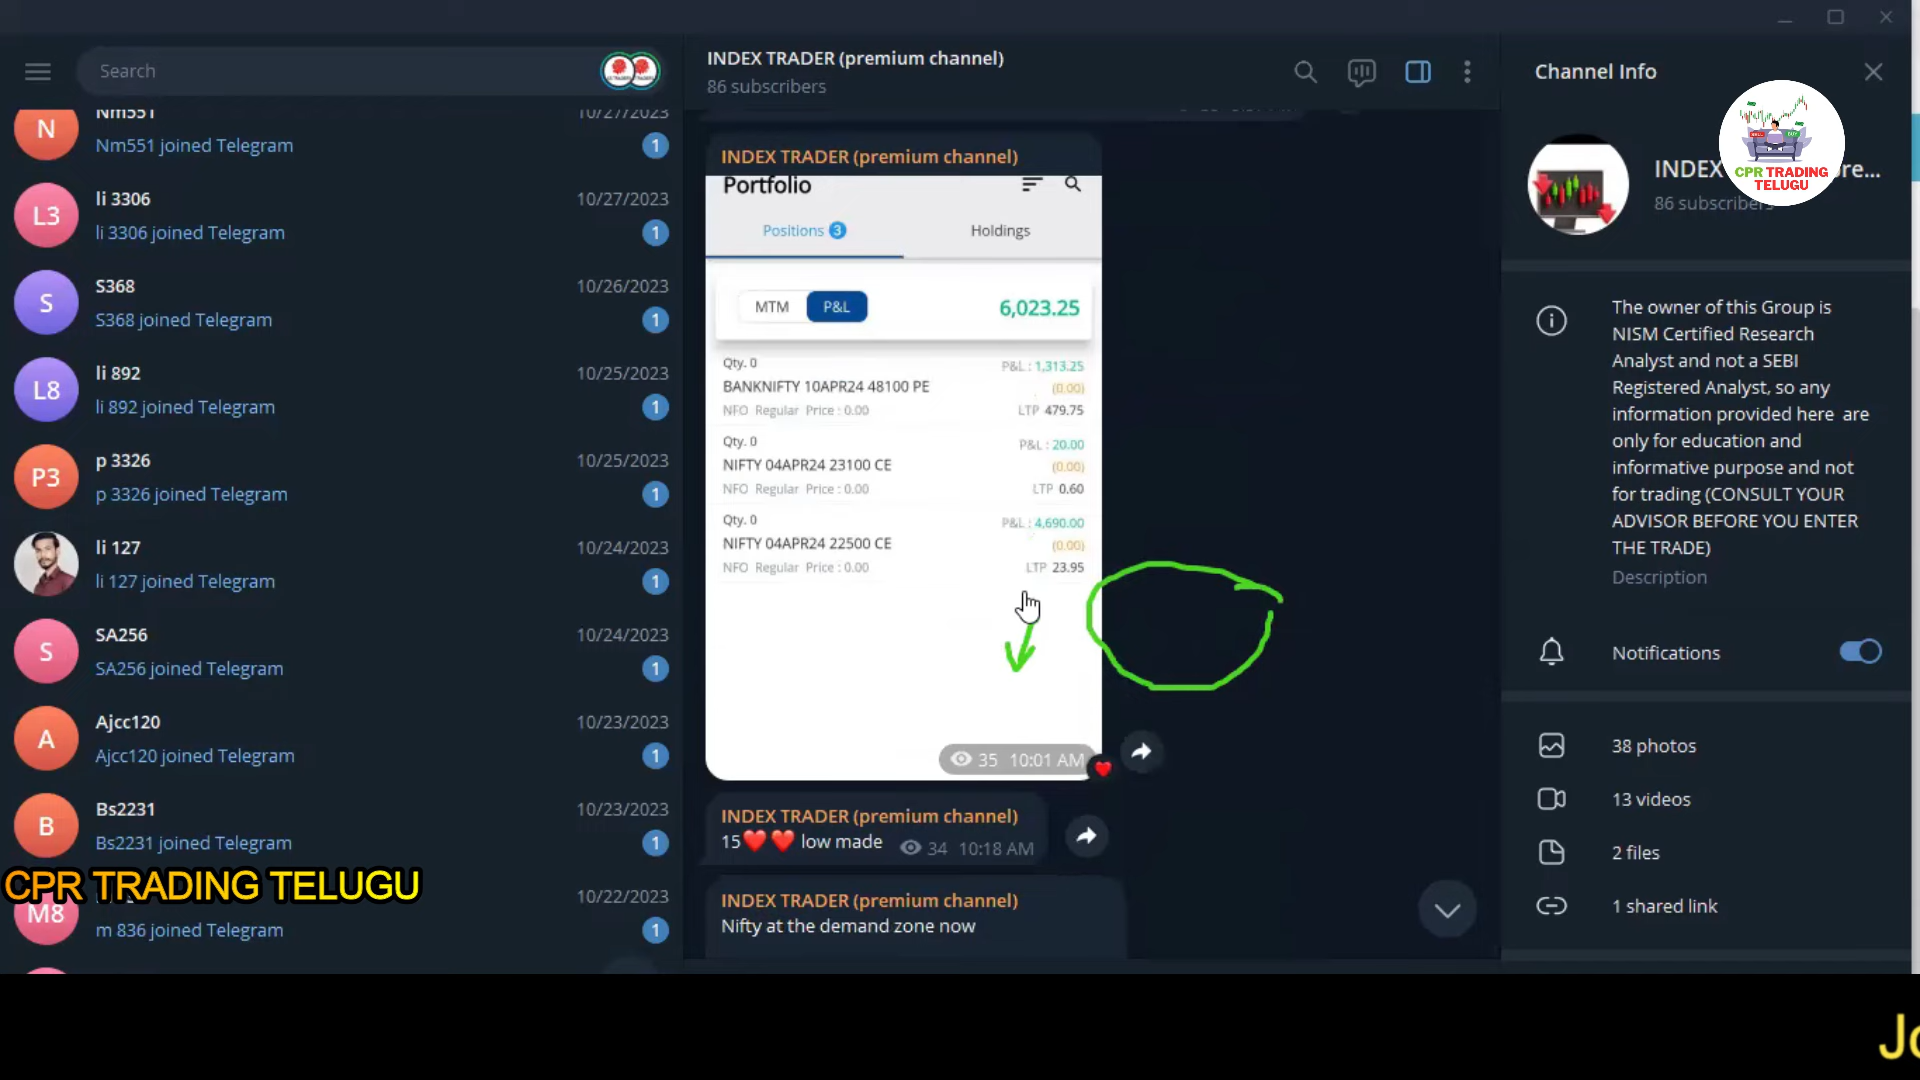 Search
Nm551
10/27/2023
N
Nm551 joined Telegram
1
L3
li 3306
10/27/2023
li 3306 joined Telegram
1
S
S368
10/26/2023
S368 joined Telegram
1
L8
li 892
10/25/2023
li 892 joined Telegram
1
P3
p 3326
10/25/2023
p 3326 joined Telegram
1
li 127
10/24/2023
li 127 joined Telegram
1
S
SA256
10/24/2023
SA256 joined Telegram
1
A
Ajcc120
10/23/2023
Ajcc120 joined Telegram
1
B
Bs2231
10/23/2023
Bs2231 joined Telegram
1
CPR TRADING TELUGU
10/22/2023
M8
m 836 joined Telegram
1
INDEX TRADER (premium channel)
86 subscribers
INDEX TRADER (premium channel)
Portfolio
Positions 3
Holdings
MTM P&L 6,023.25
Qty. 0 P&L : 1,313.25
BANKNIFTY 10APR24 48100 PE (0.00)
NFO Regular Price : 0.00 LTP 479.75
Qty. 0 P&L : 20.00
NIFTY 04APR24 23100 CE (0.00)
NFO Regular Price : 0.00 LTP 0.60
Qty. 0 P&L : 4,690.00
NIFTY 04APR24 22500 CE (0.00)
NFO Regular Price : 0.00 LTP 23.95
35 10:01 AM
INDEX TRADER (premium channel)
15❤️❤️ low made 34 10:18 AM
INDEX TRADER (premium channel)
Nifty at the demand zone now
Channel Info
CPR TRADING
TELUGU
INDEX re...
86 subscribers
The owner of this Group is
NISM Certified Research
Analyst and not a SEBI
Registered Analyst, so any
information provided here are
only for education and
informative purpose and not
for trading (CONSULT YOUR
ADVISOR BEFORE YOU ENTER
THE TRADE)
Description
Notifications
38 photos
13 videos
2 files
1 shared link